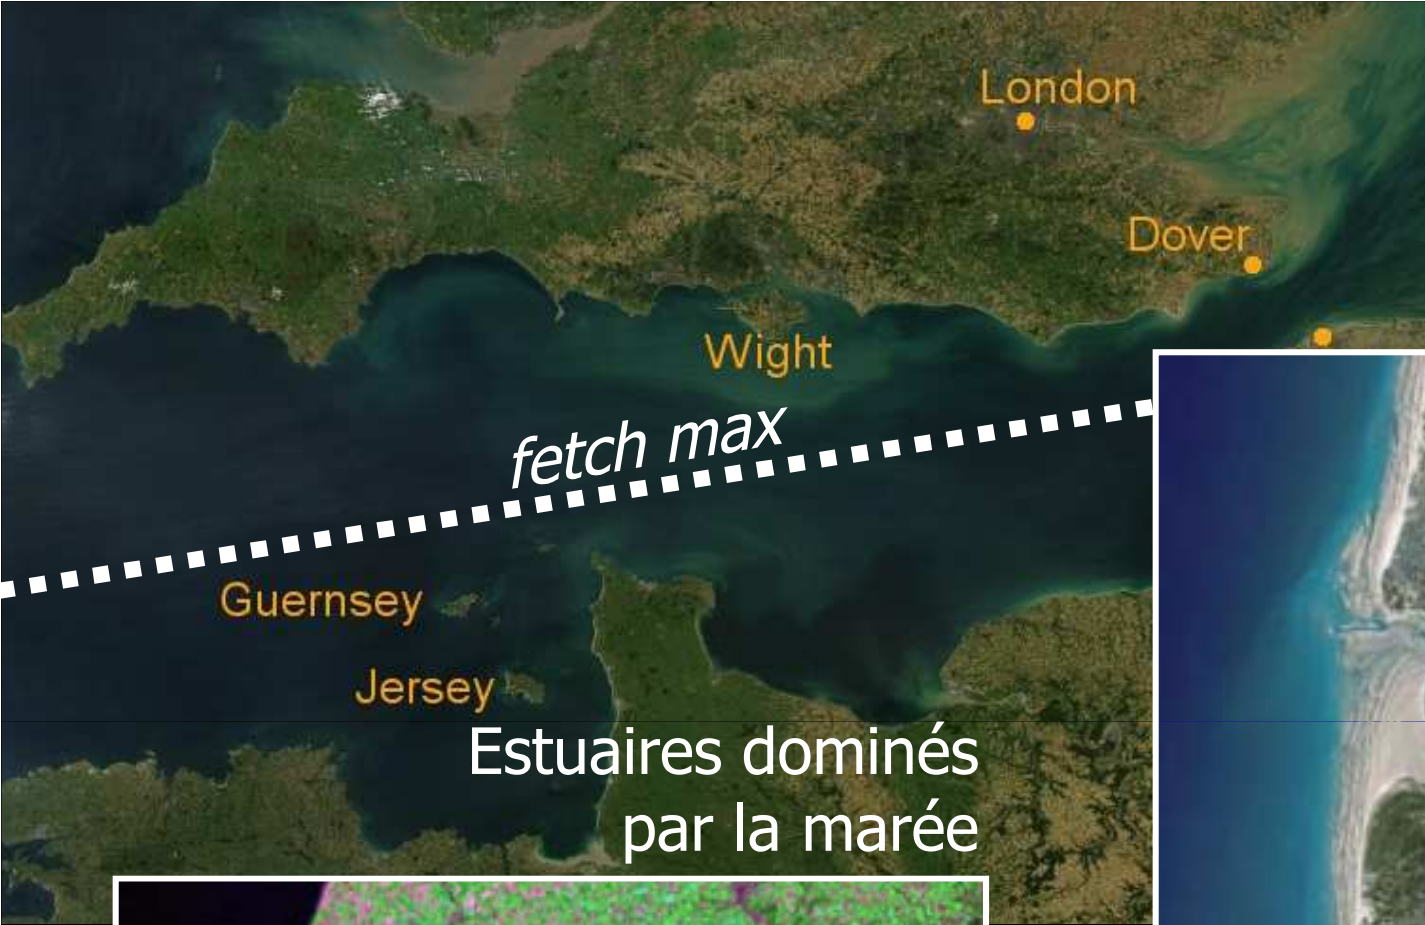 London
Dover
Wight
fetch max
Guernsey
Jersey
Estuaires dominés
par la marée